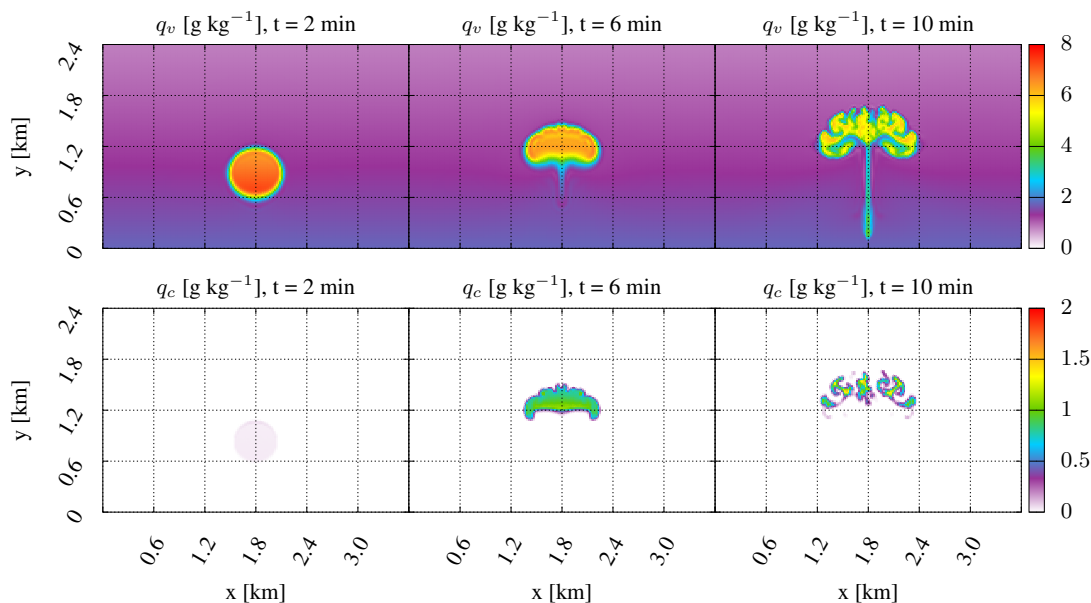 q_v [g kg⁻¹], t = 2 min
q_v [g kg⁻¹], t = 6 min
q_v [g kg⁻¹], t = 10 min
2.4
1.8
1.2
0.6
0
y [km]
8
6
4
2
0
q_c [g kg⁻¹], t = 2 min
q_c [g kg⁻¹], t = 6 min
q_c [g kg⁻¹], t = 10 min
2.4
1.8
1.2
0.6
0
y [km]
2
1.5
1
0.5
0
0.6 1.2 1.8 2.4 3.0
0.6 1.2 1.8 2.4 3.0
0.6 1.2 1.8 2.4 3.0
x [km]
x [km]
x [km]